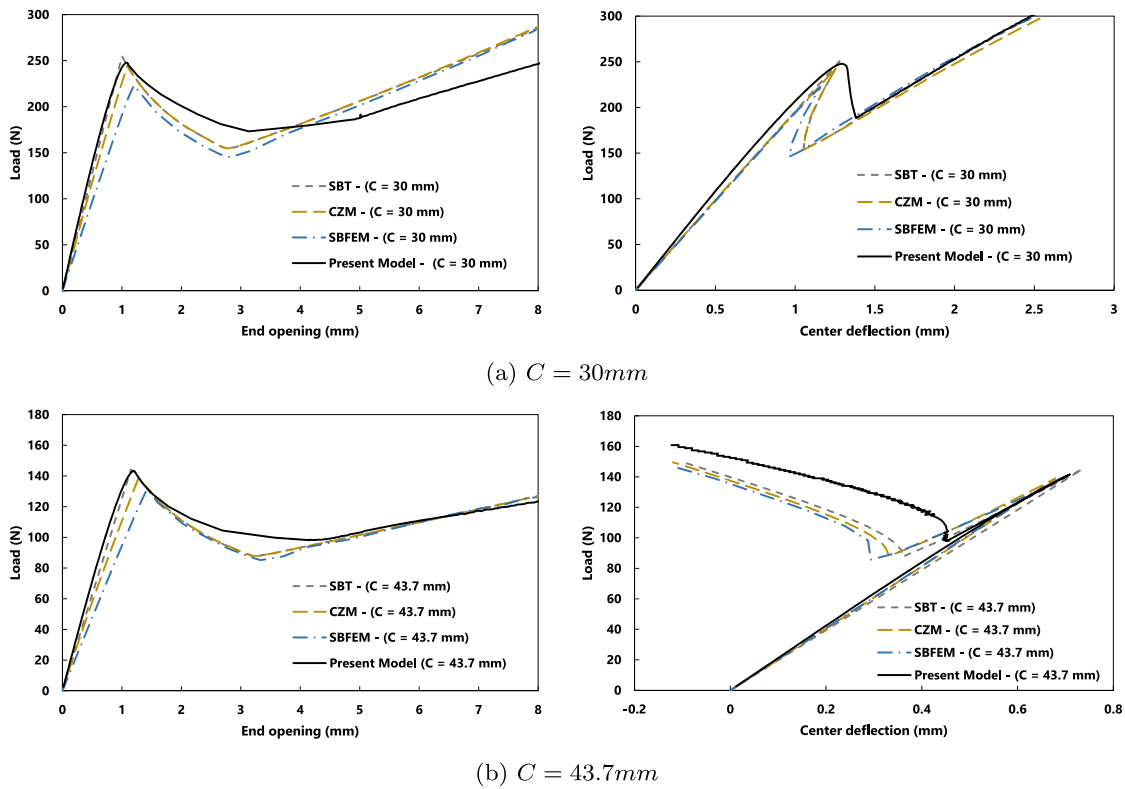 300
250
200
150
100
50
0
Load (N)
SBT - (C = 30 mm)
CZM - (C = 30 mm)
SBFEM - (C = 30 mm)
Present Model - (C = 30 mm)
0 1 2 3 4 5 6 7 8
End opening (mm)
300
250
200
150
100
50
0
Load (N)
SBT - (C = 30 mm)
CZM - (C = 30 mm)
SBFEM - (C = 30 mm)
Present Model - (C = 30 mm)
0 0.5 1 1.5 2 2.5 3
Center deflection (mm)
(a) C = 30mm
180
160
140
120
100
80
60
40
20
0
Load (N)
SBT - (C = 43.7 mm)
CZM - (C = 43.7 mm)
SBFEM - (C = 43.7 mm)
Present Model (C = 43.7 mm)
0 1 2 3 4 5 6 7 8
End opening (mm)
180
160
140
120
100
80
60
40
20
0
Load (N)
SBT - (C = 43.7 mm)
CZM - (C = 43.7 mm)
SBFEM - (C = 43.7 mm)
Present Model - (C = 43.7 mm)
-0.2 0 0.2 0.4 0.6 0.8
Center deflection (mm)
(b) C = 43.7mm